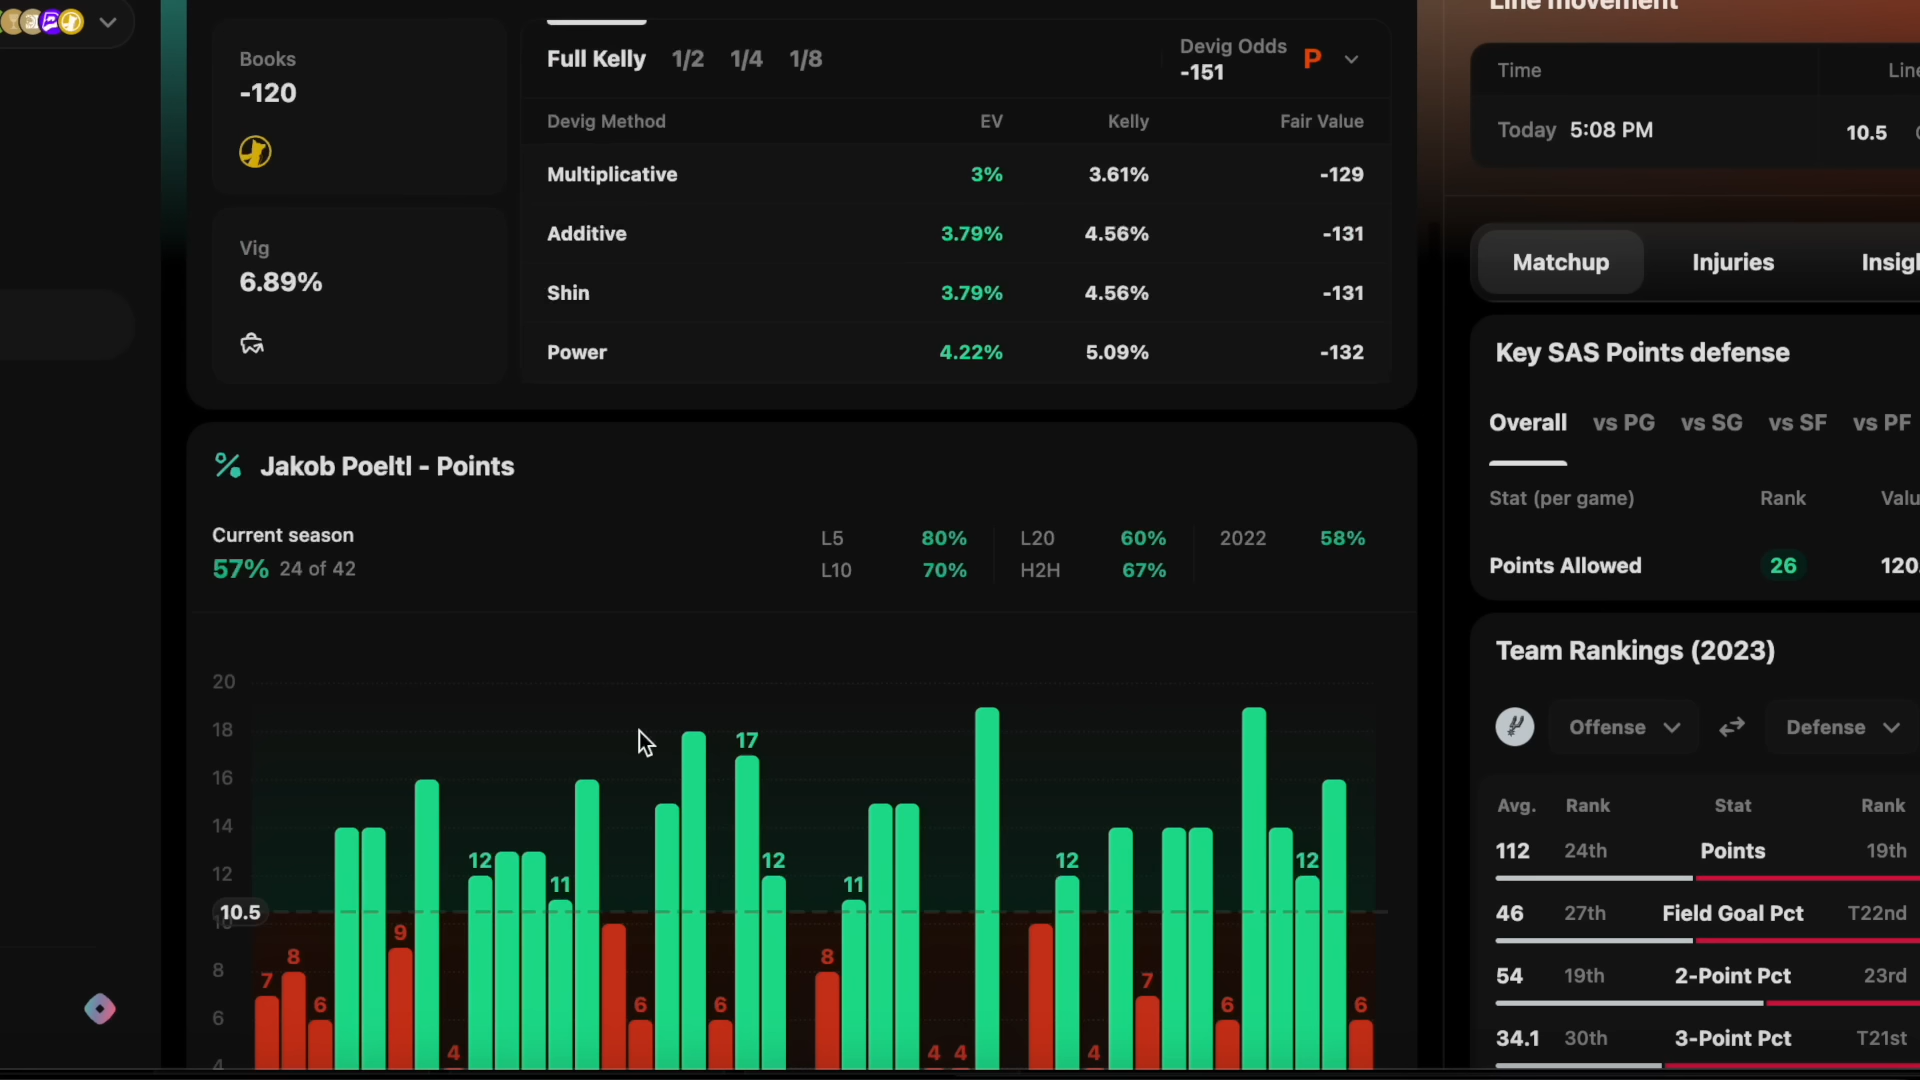 Line movement
Books
-120
Vig
6.89%
Full Kelly 1/2 1/4 1/8
Devig Odds
-151
P
Devig Method EV Kelly Fair Value
Multiplicative 3% 3.61% -129
Additive 3.79% 4.56% -131
Shin 3.79% 4.56% -131
Power 4.22% 5.09% -132
Jakob Poeltl - Points
Current season
57% 24 of 42
L5 80% L20 60% 2022 58%
L10 70% H2H 67%
20
18
16
14
12
10.5
10
8
6
4
7 8 6 9 4 12 11 6 6 17 12 8 11 4 4 12 4 7 6 12 6
Time
Today 5:08 PM 10.5
Matchup Injuries
Key SAS Points defense
Overall vs PG vs SG vs SF vs PF
Stat (per game) Rank
Points Allowed 26 120.
Team Rankings (2023)
Offense Defense
Avg. Rank Stat Rank
112 24th Points 19th
46 27th Field Goal Pct T22nd
54 19th 2-Point Pct 23rd
34.1 30th 3-Point Pct T21st